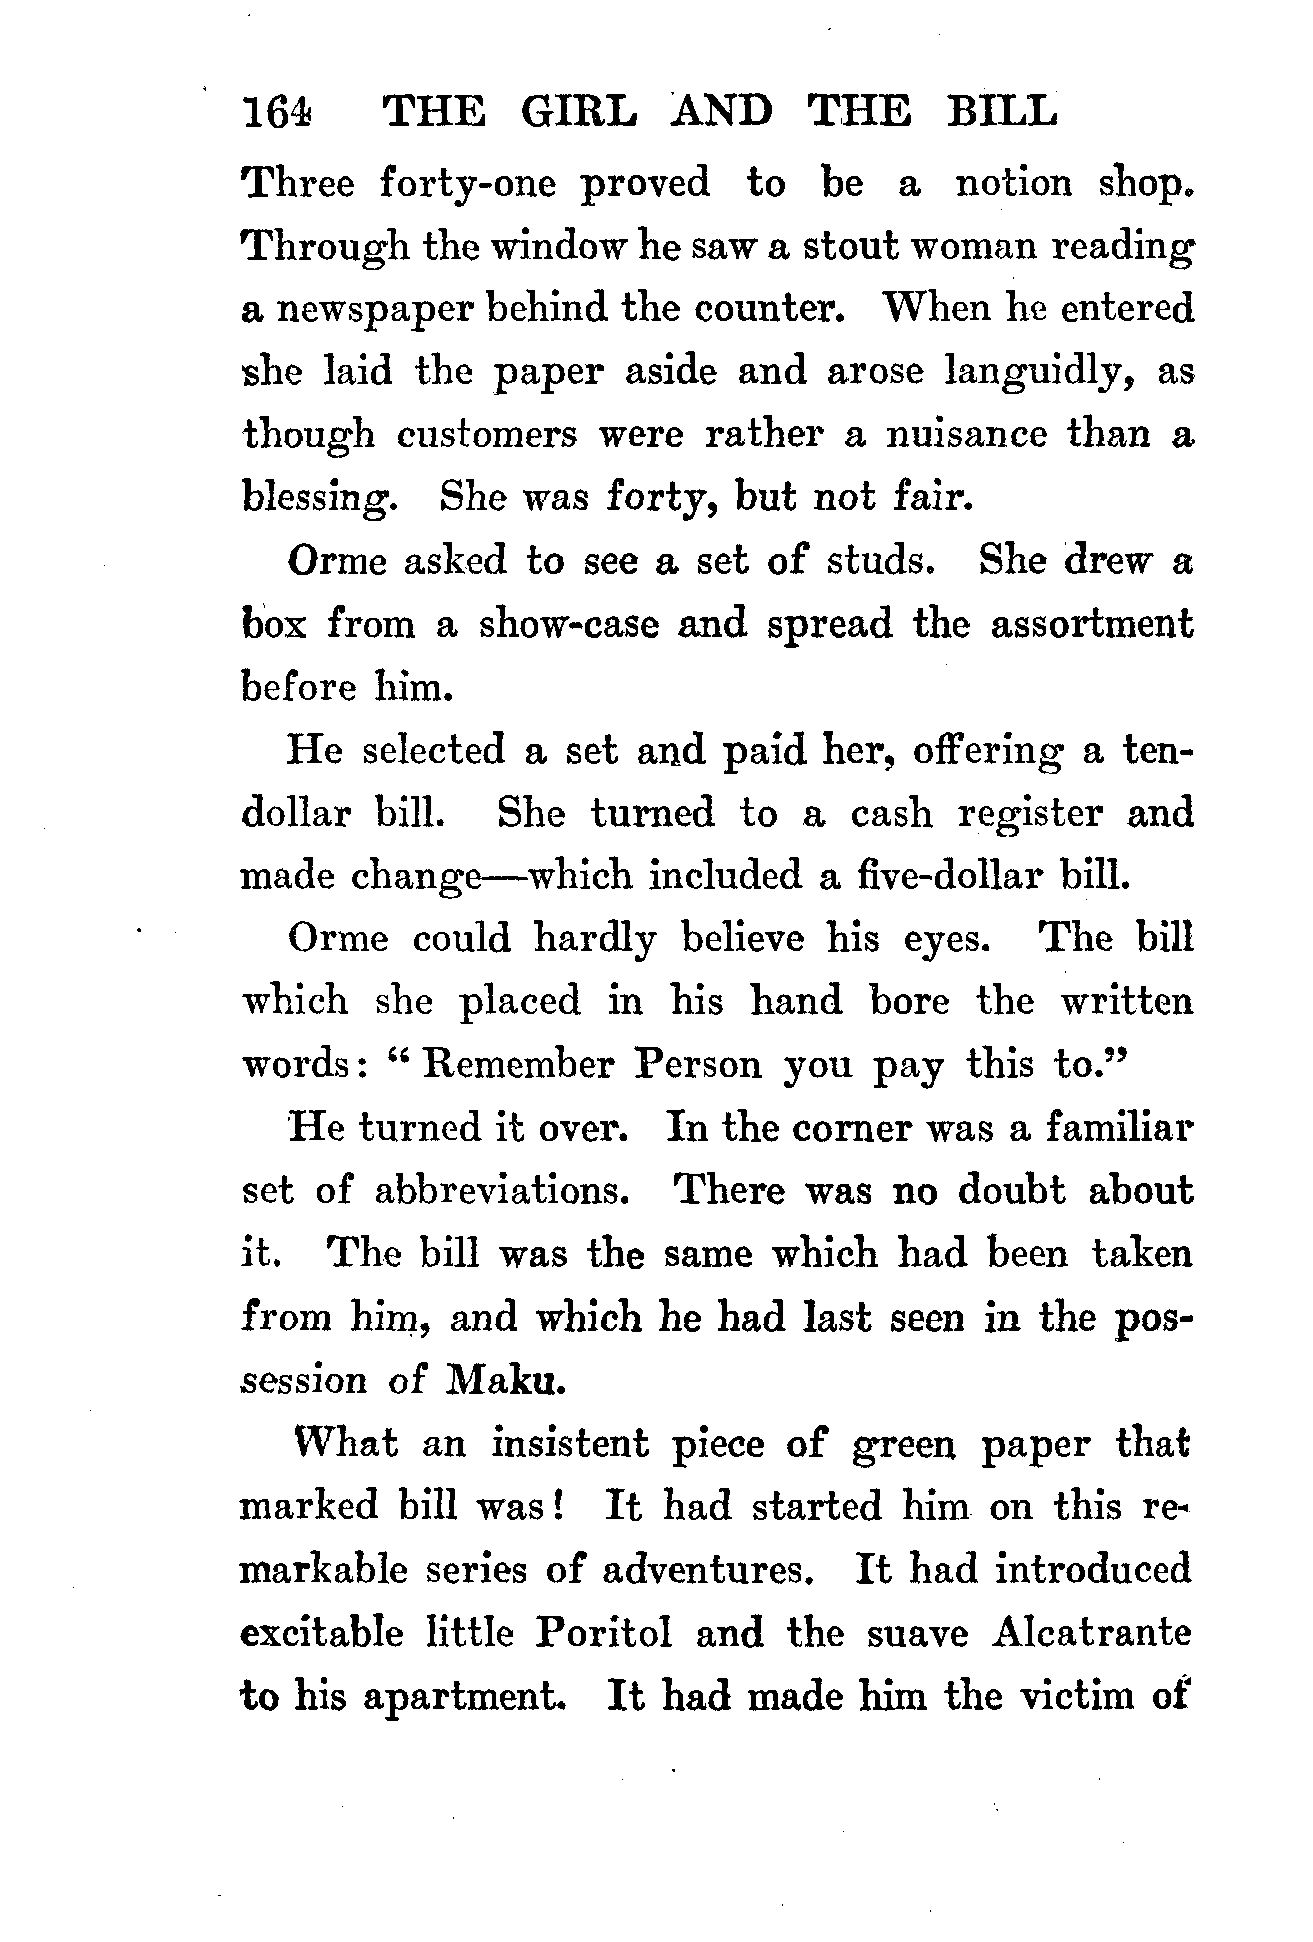 164 THE GIRL AND THE BILL
Three forty-one proved to be a notion shop.
Through the window he saw a stout woman reading
a newspaper behind the counter. When he entered
she laid the paper aside and arose languidly, as
though customers were rather a nuisance than a
blessing. She was forty, but not fair.
Orme asked to see a set of studs. She drew a
box from a show-case and spread the assortment
before him.
He selected a set and paid her, offering a ten-
dollar bill. She turned to a cash register and
made change—which included a five-dollar bill.
Orme could hardly believe his eyes. The bill
which she placed in his hand bore the written
words: “Remember Person you pay this to.”
He turned it over. In the corner was a familiar
set of abbreviations. There was no doubt about
it. The bill was the same which had been taken
from him, and which he had last seen in the pos-
session of Maku.
What an insistent piece of green paper that
marked bill was! It had started him on this re-
markable series of adventures. It had introduced
excitable little Poritol and the suave Alcatrante
to his apartment. It had made him the victim of